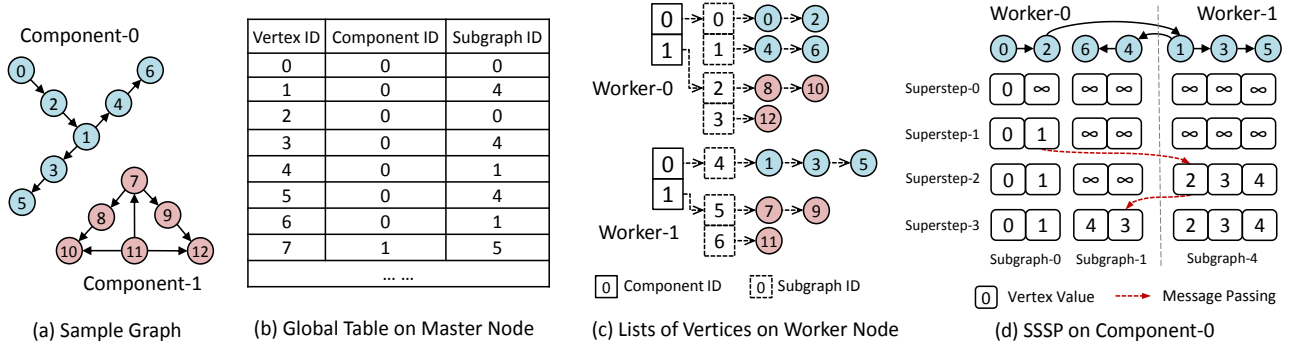 Component-0
0
6
2
4
1
3
5
7
8
9
10
11
12
Component-1
(a) Sample Graph
Vertex ID Component ID Subgraph ID
0 0 0
1 0 4
2 0 0
3 0 4
4 0 1
5 0 4
6 0 1
7 1 5
... ...
(b) Global Table on Master Node
0 0 0 2
1 1 4 6
Worker-0
2 8 10
3 12
0 4 1 3 5
1
5 7 9
Worker-1
6 11
0 Component ID 0 Subgraph ID
(c) Lists of Vertices on Worker Node
Worker-0 Worker-1
0 2 6 4 1 3 5
Superstep-0 0 ∞ ∞ ∞ ∞ ∞ ∞
Superstep-1 0 1 ∞ ∞ ∞ ∞ ∞
Superstep-2 0 1 ∞ ∞ 2 3 4
Superstep-3 0 1 4 3 2 3 4
Subgraph-0 Subgraph-1 Subgraph-4
0 Vertex Value Message Passing
(d) SSSP on Component-0